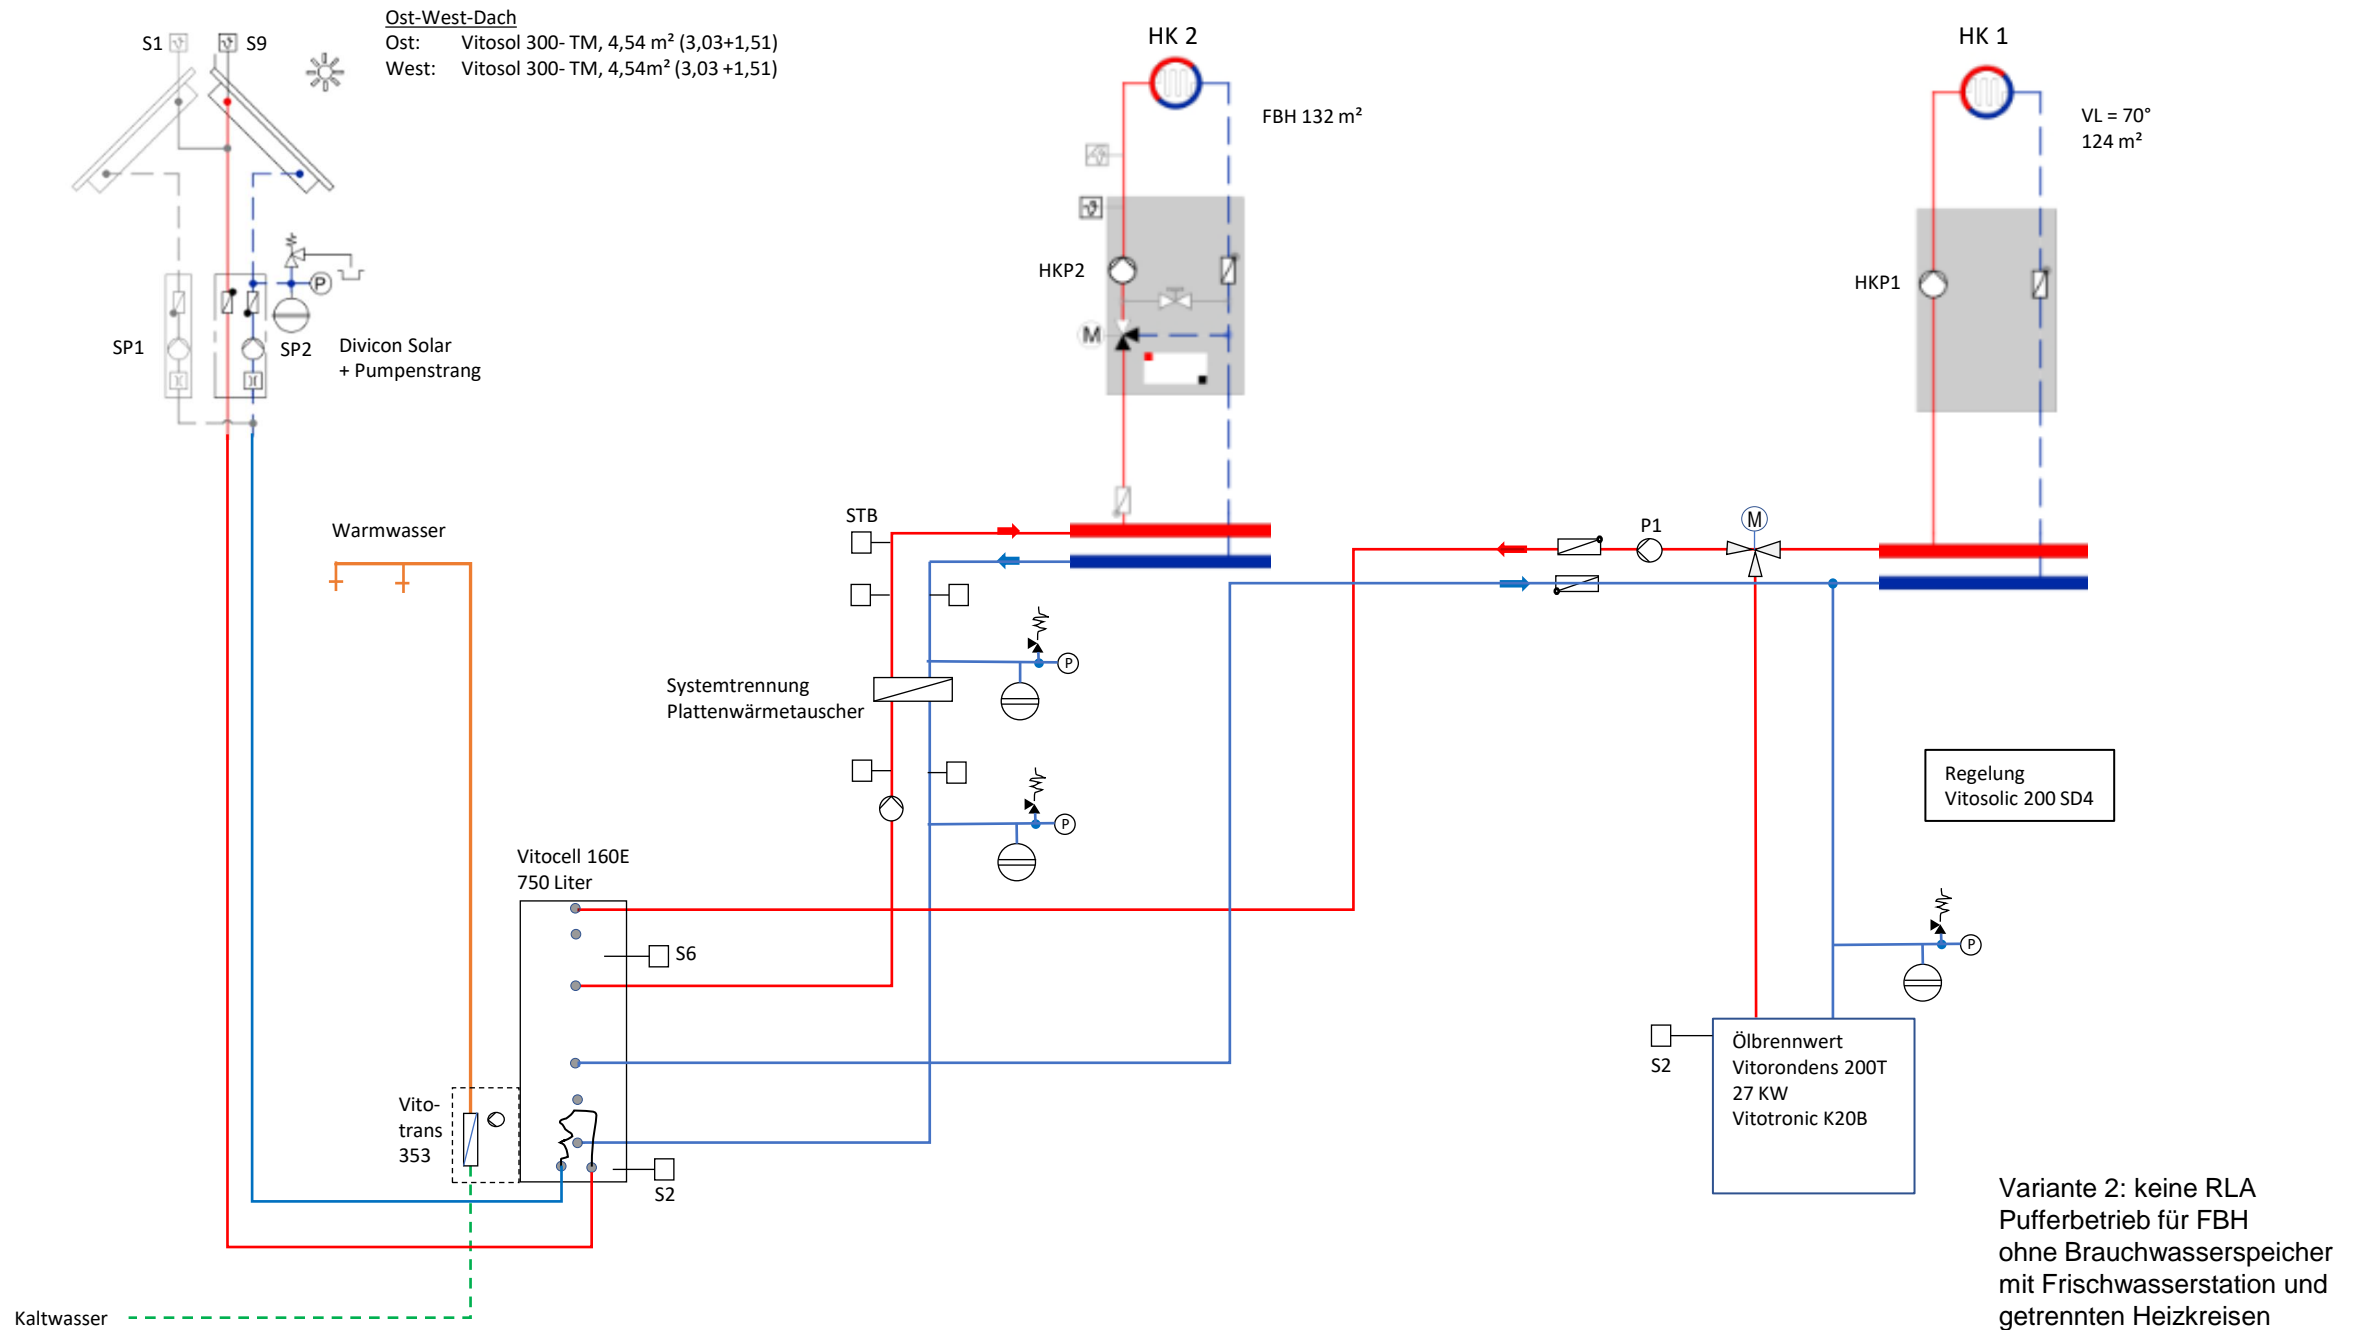 Ost-West-Dach
Ost: Vitosol 300- TM, 4,54 m² (3,03+1,51)
West: Vitosol 300- TM, 4,54m² (3,03 +1,51)
S1
S9
HK 2
HK 1
FBH 132 m²
VL = 70°
124 m²
P
HKP2
HKP1
M
SP1
SP2
Divicon Solar
+ Pumpenstrang
STB
P1
M
Warmwasser
P
Systemtrennung
Plattenwärmetauscher
P
Regelung
Vitosolic 200 SD4
Vitocell 160E
750 Liter
S6
P
S2
Ölbrennwert
Vitorondens 200T
27 KW
Vitotronic K20B
Vito-
trans
353
S2
Variante 2: keine RLA
Pufferbetrieb für FBH
ohne Brauchwasserspeicher
mit Frischwasserstation und
getrennten Heizkreisen
Kaltwasser